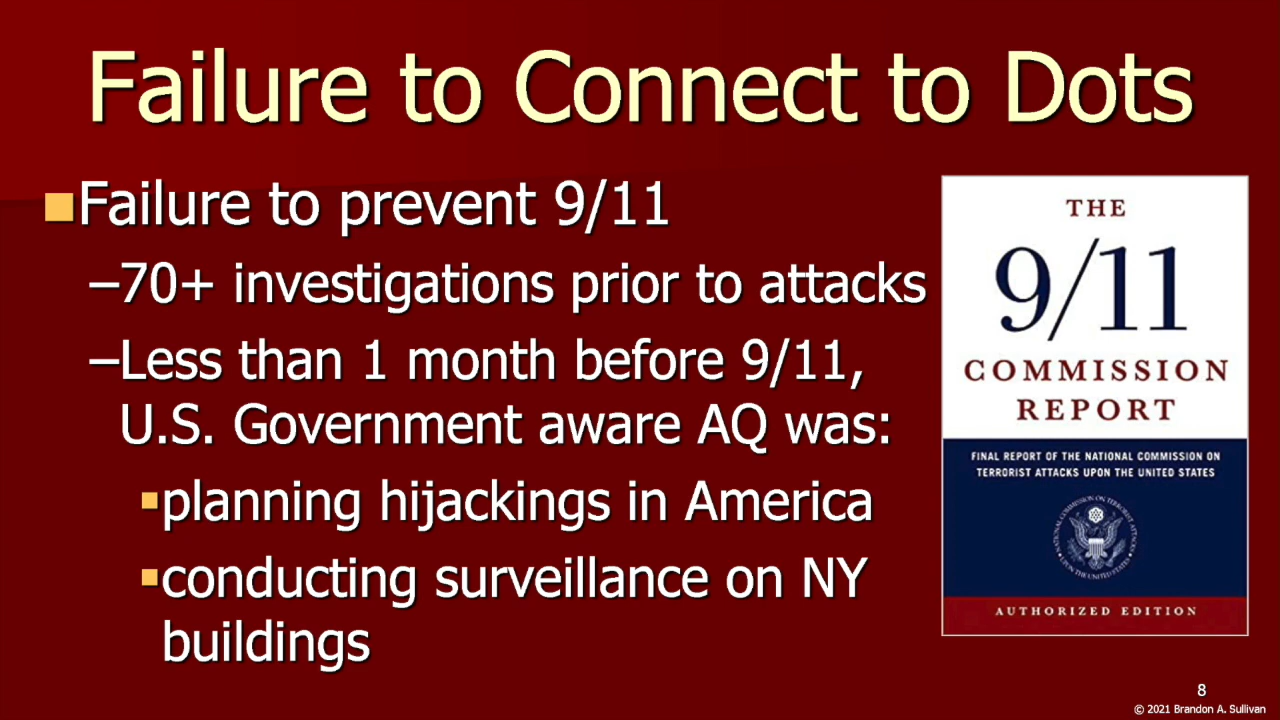 Failure to Connect to Dots
Failure to prevent 9/11
–70+ investigations prior to attacks
–Less than 1 month before 9/11,
U.S. Government aware AQ was:
planning hijackings in America
conducting surveillance on NY
buildings
THE
9/11
COMMISSION
REPORT
FINAL REPORT OF THE NATIONAL COMMISSION ON
TERRORIST ATTACKS UPON THE UNITED STATES
AUTHORIZED EDITION
8
© 2021 Brandon A. Sullivan